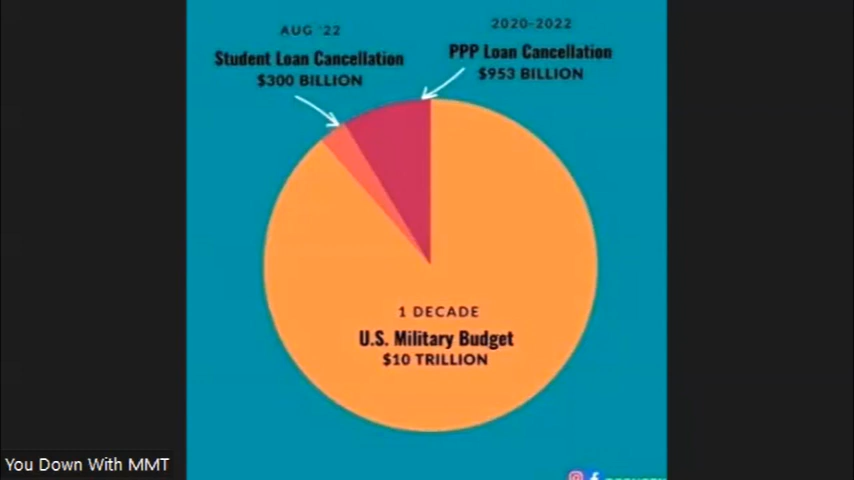 AUG '22
Student Loan Cancellation
$300 BILLION
2020-2022
PPP Loan Cancellation
$953 BILLION
1 DECADE
U.S. Military Budget
$10 TRILLION
You Down With MMT